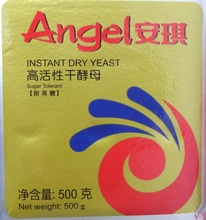 Angel安琪
INSTANT DRY YEAST
高活性干酵母
Sugar Tolerant
【耐高糖】
净含量: 500 克
Net weight: 500 g